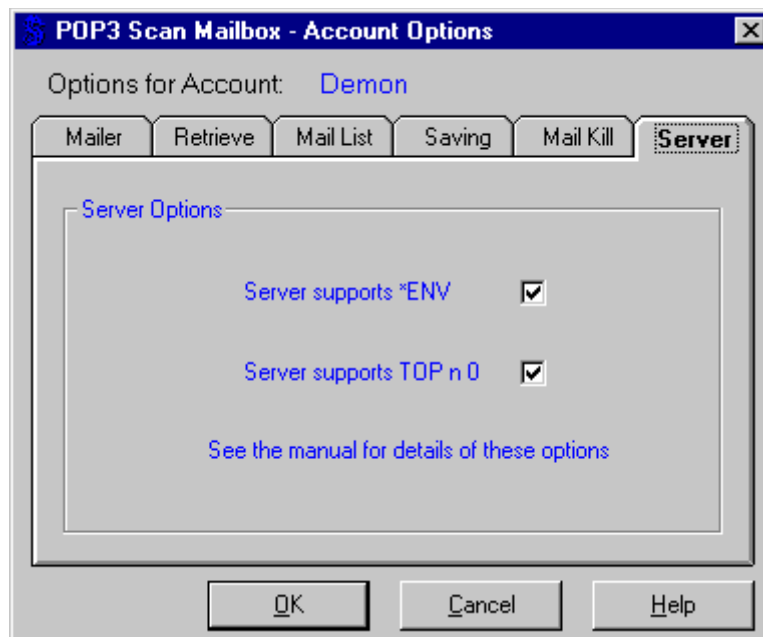 POP3 Scan Mailbox - Account Options
Options for Account: Demon
Mailer Retrieve Mail List Saving Mail Kill Server
Server Options
Server supports *ENV
Server supports TOP n 0
See the manual for details of these options
OK Cancel Help